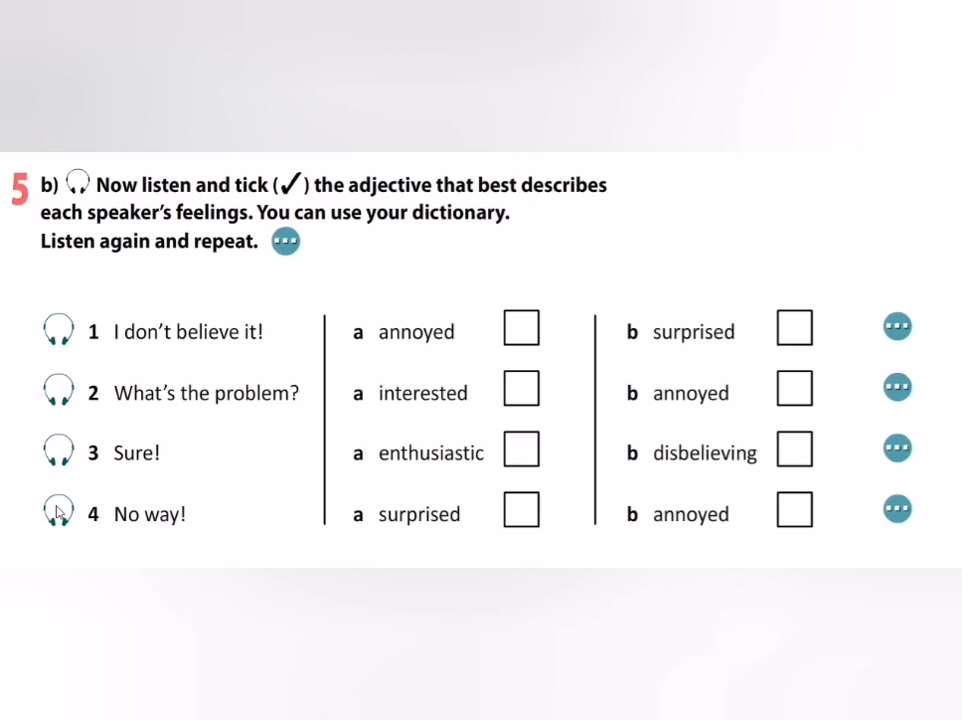 5 b) Now listen and tick (✓) the adjective that best describes
each speaker's feelings. You can use your dictionary.
Listen again and repeat.
1 I don't believe it! a annoyed b surprised
2 What's the problem? a interested b annoyed
3 Sure! a enthusiastic b disbelieving
4 No way! a surprised b annoyed